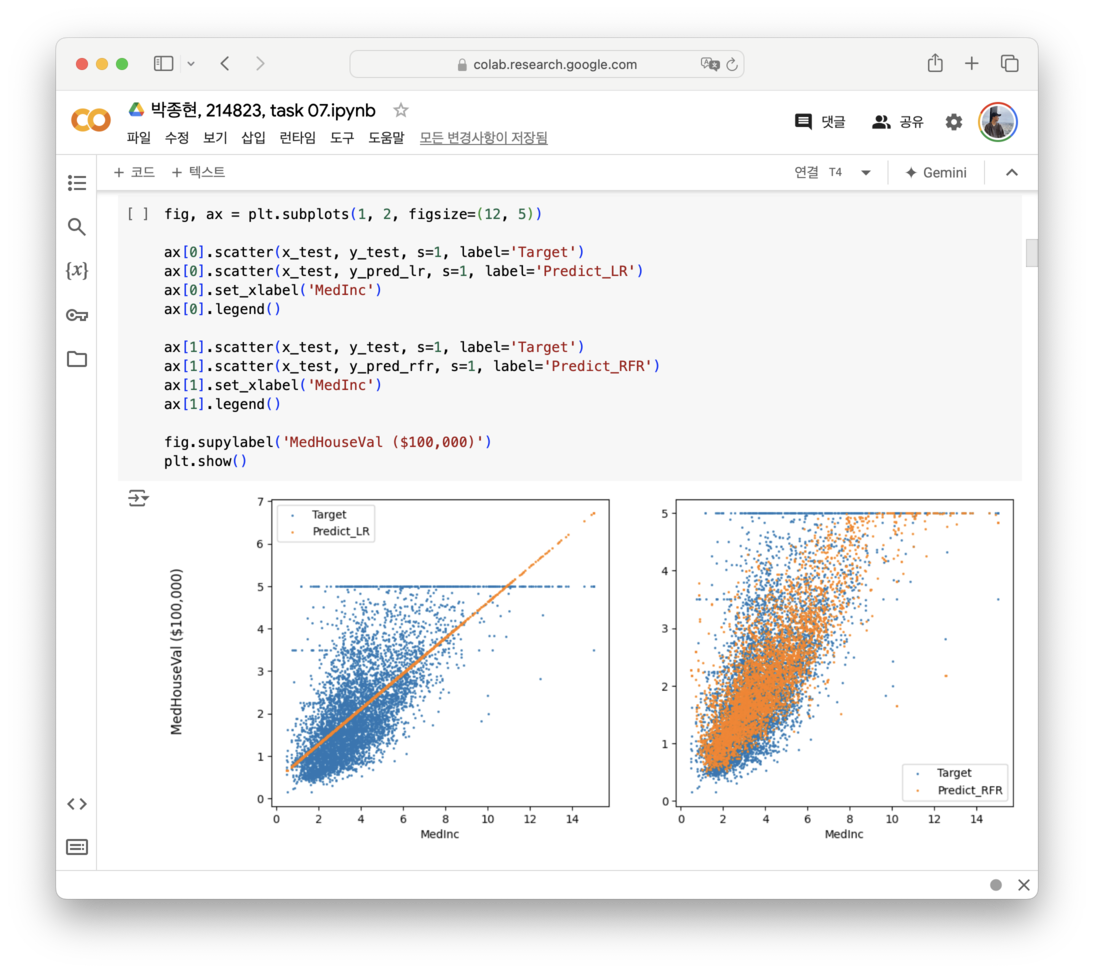 colab.research.google.com
박종현, 214823, task 07.ipynb
댓글
공유
파일 수정 보기 삽입 런타임 도구 도움말 모든 변경사항이 저장됨
+ 코드 + 텍스트
연결 T4
Gemini
{x}
[ ] fig, ax = plt.subplots(1, 2, figsize=(12, 5))
ax[0].scatter(x_test, y_test, s=1, label='Target')
ax[0].scatter(x_test, y_pred_lr, s=1, label='Predict_LR')
ax[0].set_xlabel('MedInc')
ax[0].legend()
ax[1].scatter(x_test, y_test, s=1, label='Target')
ax[1].scatter(x_test, y_pred_rfr, s=1, label='Predict_RFR')
ax[1].set_xlabel('MedInc')
ax[1].legend()
fig.supylabel('MedHouseVal ($100,000)')
plt.show()
MedHouseVal ($100,000)
7
6
5
4
3
2
1
0
Target
Predict_LR
0 2 4 6 8 10 12 14
MedInc
5
4
3
2
1
0
Target
Predict_RFR
0 2 4 6 8 10 12 14
MedInc